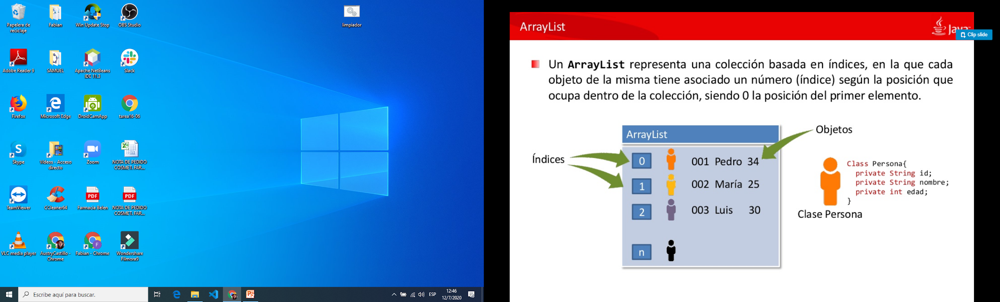 Papelera de
reciclaje
Fabian
Win Update Stop
OBS Studio
limpiador
Adobe Reader 9
SAMUEL
Apache NetBeans
IDE 11.3
Slack
Firefox
Microsoft Edge
DroidCamApp
tarea16-06
Skype
Vídeos - Acceso
directo
Zoom
NOTA DE PEDIDO
COSMET. FAR...
TeamViewer
CCleaner64
PDF
Farmacia Belen
PDF
NOTA DE PEDIDO
COSMET. FAR...
VLC media player
AustryCastillo -
Chrome
F
Fabian - Chrome
Wondershare
Filmora9
Escribe aquí para buscar.
ESP
12:46
12/7/2020
ArrayList
Java
Clip slide
Un ArrayList representa una colección basada en índices, en la que cada
objeto de la misma tiene asociado un número (índice) según la posición que
ocupa dentro de la colección, siendo 0 la posición del primer elemento.
ArrayList
Objetos
Índices
0 001 Pedro 34
1 002 María 25
2 003 Luis 30
n
Class Persona{
private String id;
private String nombre;
private int edad;
}
Clase Persona